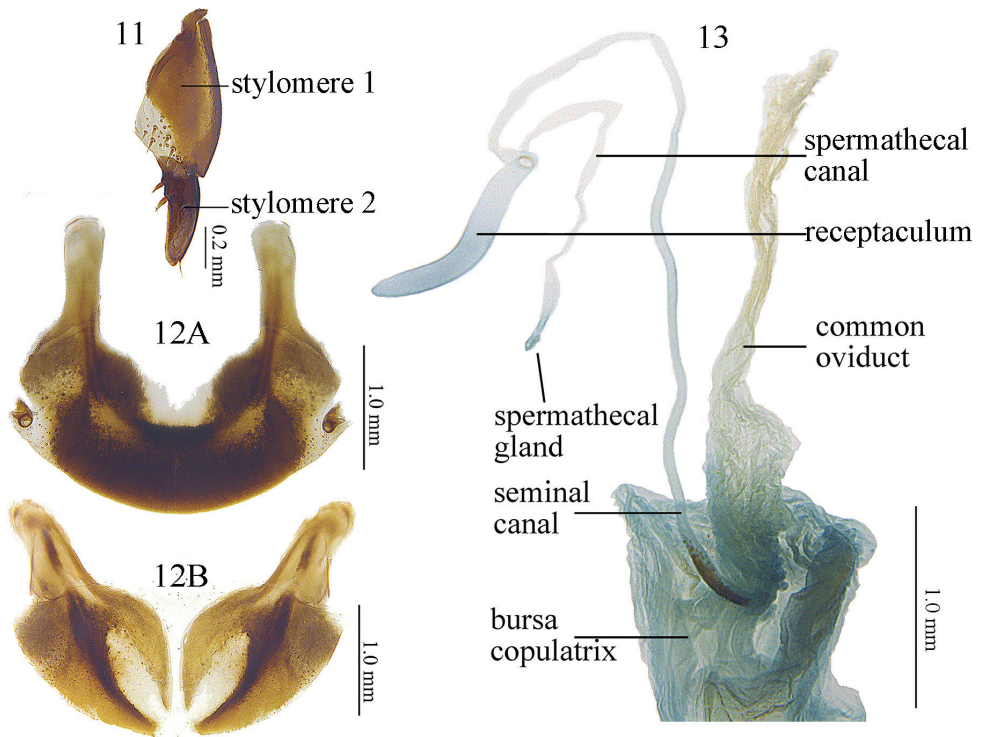 11
stylomere 1
stylomere 2
0.2 mm
12A
1.0 mm
12B
1.0 mm
13
spermathecal
canal
receptaculum
common
oviduct
spermathecal
gland
seminal
canal
bursa
copulatrix
1.0 mm